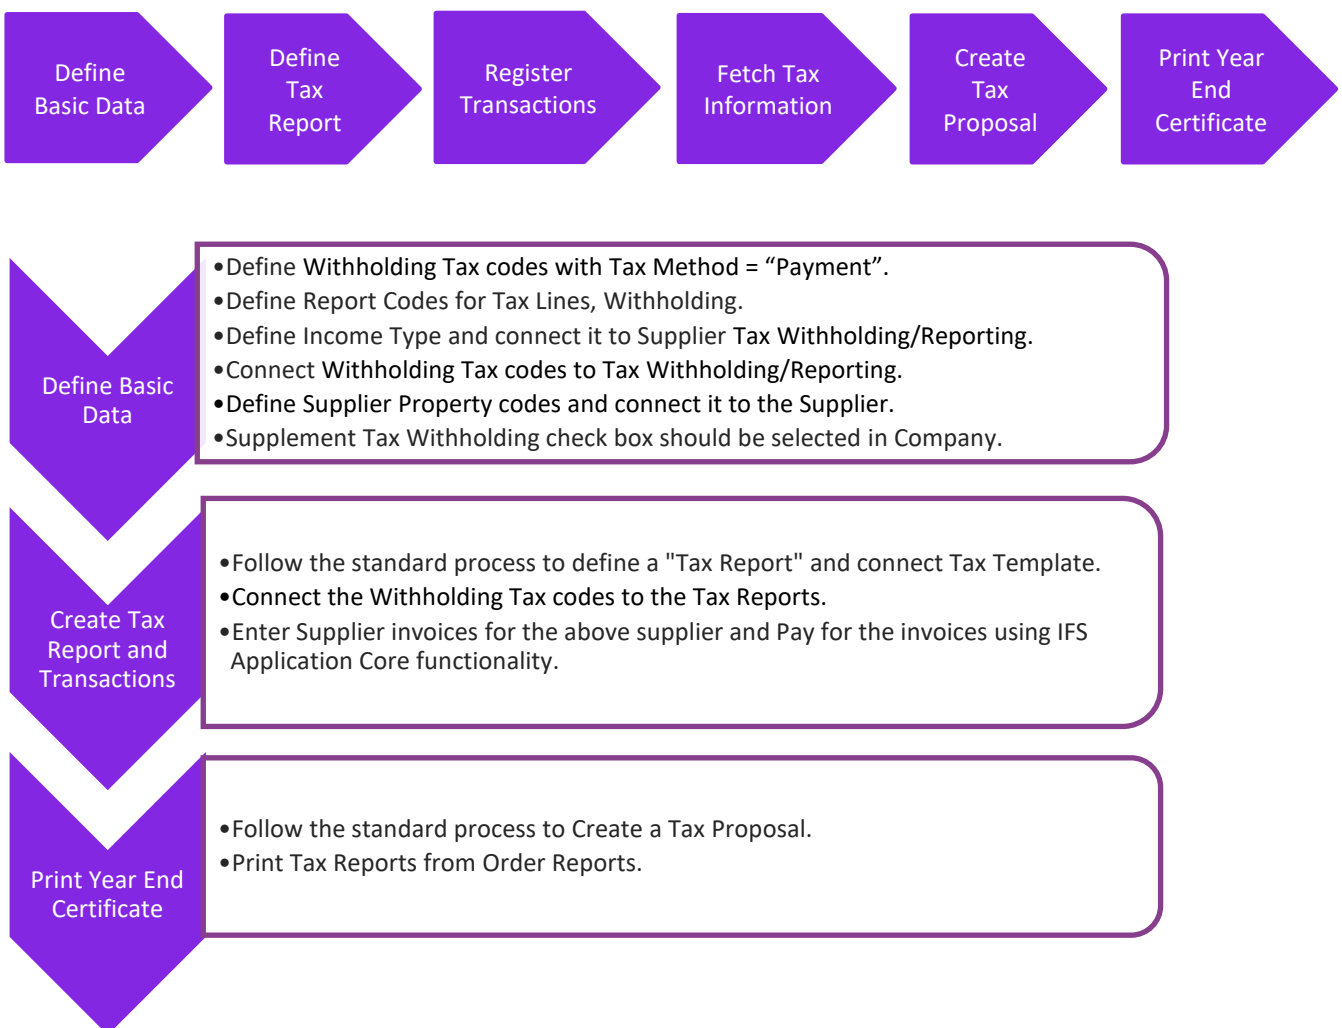 Define
Basic Data
Define
Tax
Report
Register
Transactions
Fetch Tax
Information
Create
Tax
Proposal
Print Year
End
Certificate
Define Basic
Data
•Define Withholding Tax codes with Tax Method = “Payment”.
•Define Report Codes for Tax Lines, Withholding.
•Define Income Type and connect it to Supplier Tax Withholding/Reporting.
•Connect Withholding Tax codes to Tax Withholding/Reporting.
•Define Supplier Property codes and connect it to the Supplier.
•Supplement Tax Withholding check box should be selected in Company.
Create Tax
Report and
Transactions
•Follow the standard process to define a "Tax Report" and connect Tax Template.
•Connect the Withholding Tax codes to the Tax Reports.
•Enter Supplier invoices for the above supplier and Pay for the invoices using IFS
Application Core functionality.
Print Year End
Certificate
•Follow the standard process to Create a Tax Proposal.
•Print Tax Reports from Order Reports.